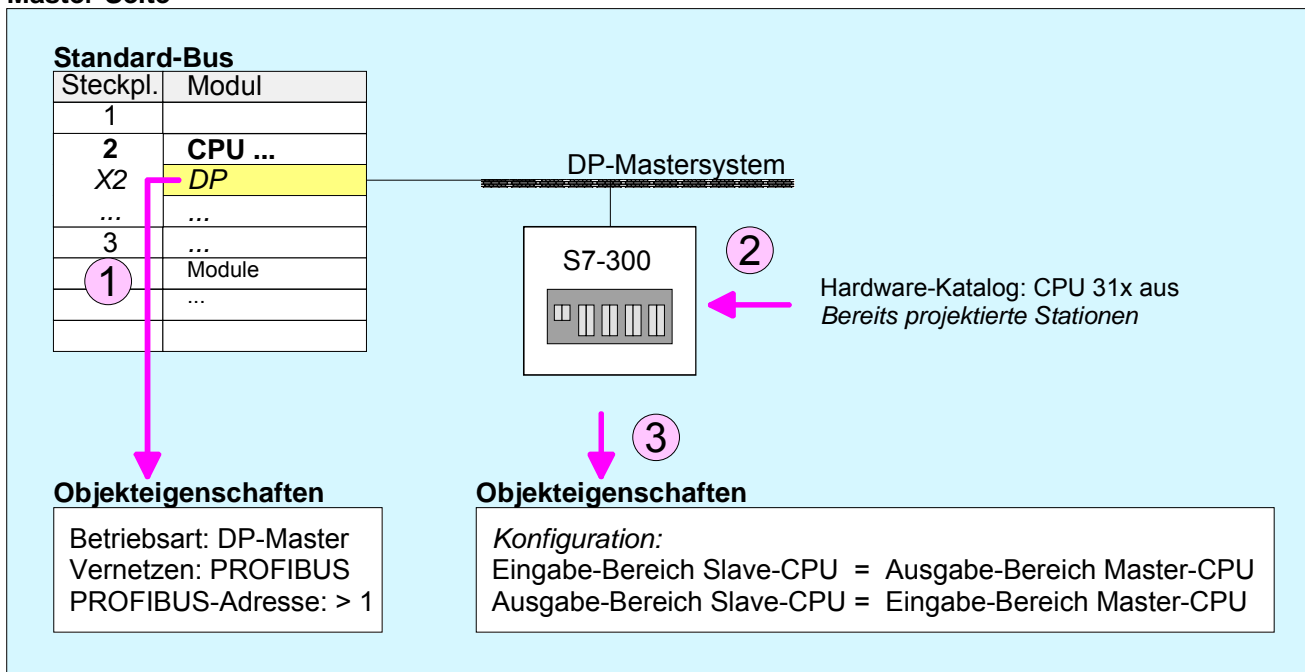 Master-Seite
Standard-Bus
Steckpl. Modul
1
2 CPU ...
X2 DP
... ...
3 ...
Module
...
1
DP-Mastersystem
S7-300
2
Hardware-Katalog: CPU 31x aus
Bereits projektierte Stationen
3
Objekteigenschaften
Betriebsart: DP-Master
Vernetzen: PROFIBUS
PROFIBUS-Adresse: > 1
Objekteigenschaften
Konfiguration:
Eingabe-Bereich Slave-CPU = Ausgabe-Bereich Master-CPU
Ausgabe-Bereich Slave-CPU = Eingabe-Bereich Master-CPU